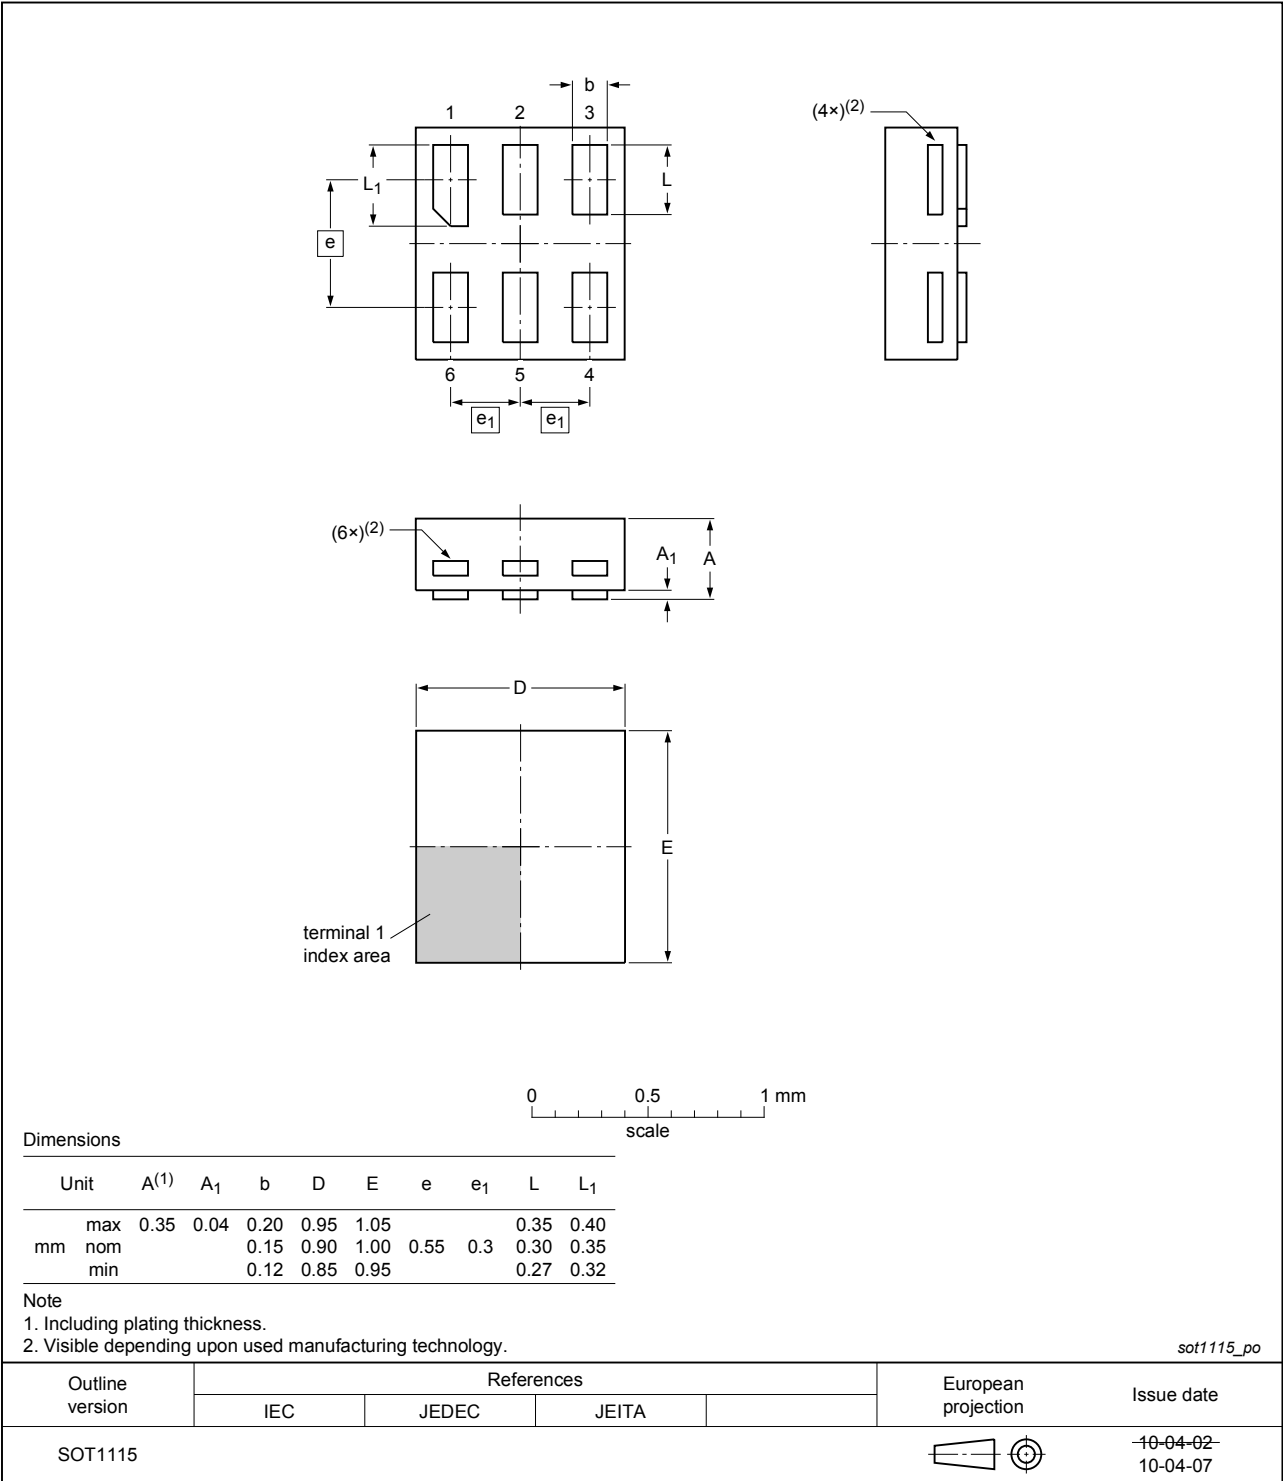 b
1 2 3
(4×)(2)
L1
L
e
6 5 4
e1 e1
(6×)(2)
A1 A
D
E
terminal 1
index area
0 0.5 1 mm
scale
Dimensions
Unit A(1) A1 b D E e e1 L L1
max 0.35 0.04 0.20 0.95 1.05 0.35 0.40
mm nom 0.15 0.90 1.00 0.55 0.3 0.30 0.35
min 0.12 0.85 0.95 0.27 0.32
Note
1. Including plating thickness.
2. Visible depending upon used manufacturing technology.
sot1115_po
Outline version
References
IEC JEDEC JEITA
European projection
Issue date
SOT1115
10-04-02
10-04-07